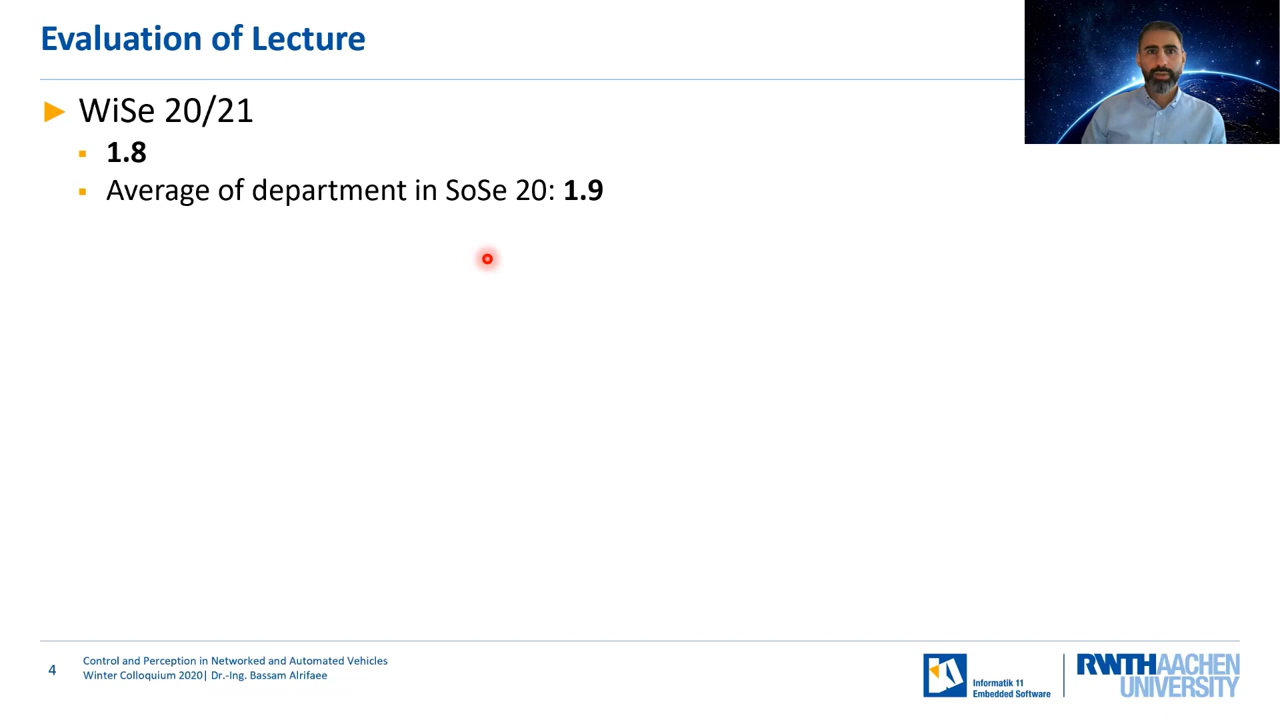 Evaluation of Lecture
► WiSe 20/21
▪ 1.8
▪ Average of department in SoSe 20: 1.9
4
Control and Perception in Networked and Automated Vehicles
Winter Colloquium 2020| Dr.-Ing. Bassam Alrifaee
Informatik 11
Embedded Software
RWTHAACHEN
UNIVERSITY